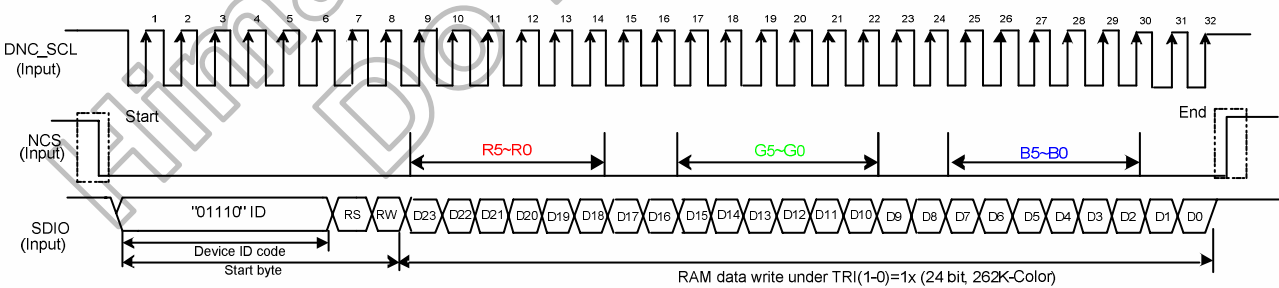 1 2 3 4 5 6 7 8 9 10 11 12 13 14 15 16 17 18 19 20 21 22 23 24 25 26 27 28 29 30 31 32
DNC_SCL
(Input)
Start
End
NCS
(Input)
R5~R0
G5~G0
B5~B0
SDIO
(Input)
"01110" ID
RS RW D23 D22 D21 D20 D19 D18 D17 D16 D15 D14 D13 D12 D11 D10 D9 D8 D7 D6 D5 D4 D3 D2 D1 D0
Device ID code
Start byte
RAM data write under TRI(1-0)=1x (24 bit, 262K-Color)
Hima
Do